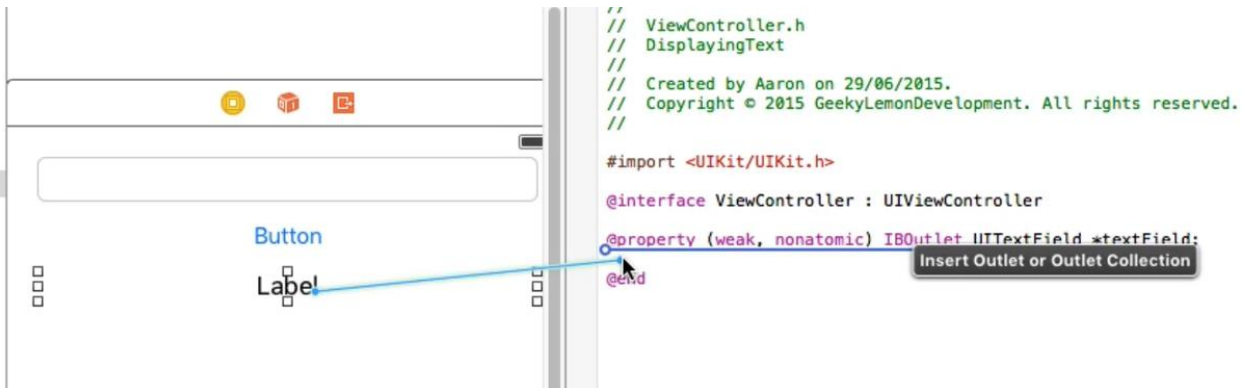 //
// ViewController.h
// DisplayingText
//
// Created by Aaron on 29/06/2015.
// Copyright © 2015 GeekyLemonDevelopment. All rights reserved.
//
#import <UIKit/UIKit.h>
@interface ViewController : UIViewController
@property (weak, nonatomic) IBOutlet UITextField *textField;
Insert Outlet or Outlet Collection
@end
Button
Label